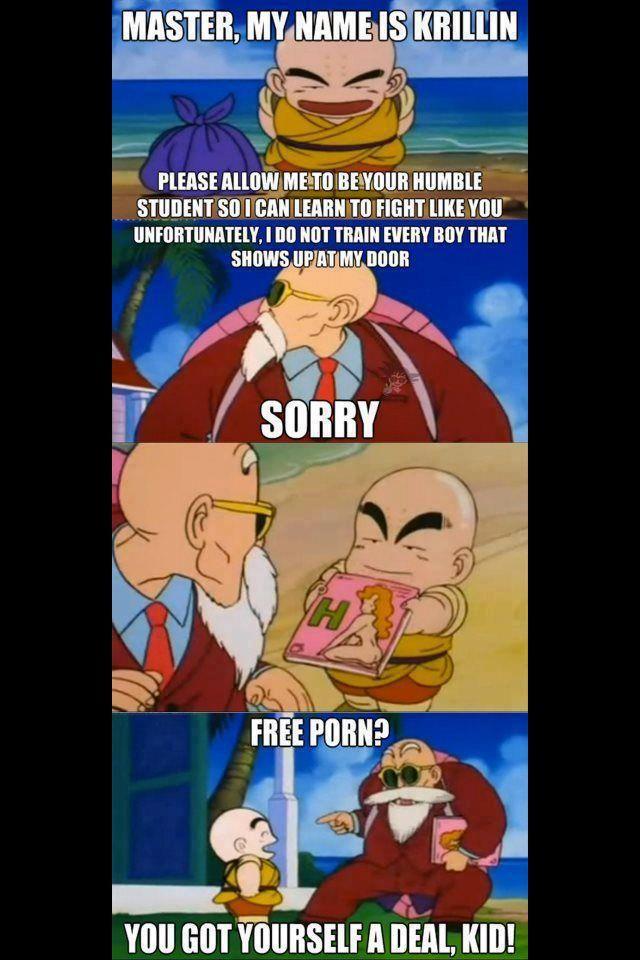 MASTER, MY NAME IS KRILLIN
PLEASE ALLOW ME TO BE YOUR HUMBLE
STUDENT SO I CAN LEARN TO FIGHT LIKE YOU
UNFORTUNATELY, I DO NOT TRAIN EVERY BOY THAT
SHOWS UP AT MY DOOR
SORRY
H
FREE PORN?
YOU GOT YOURSELF A DEAL, KID!